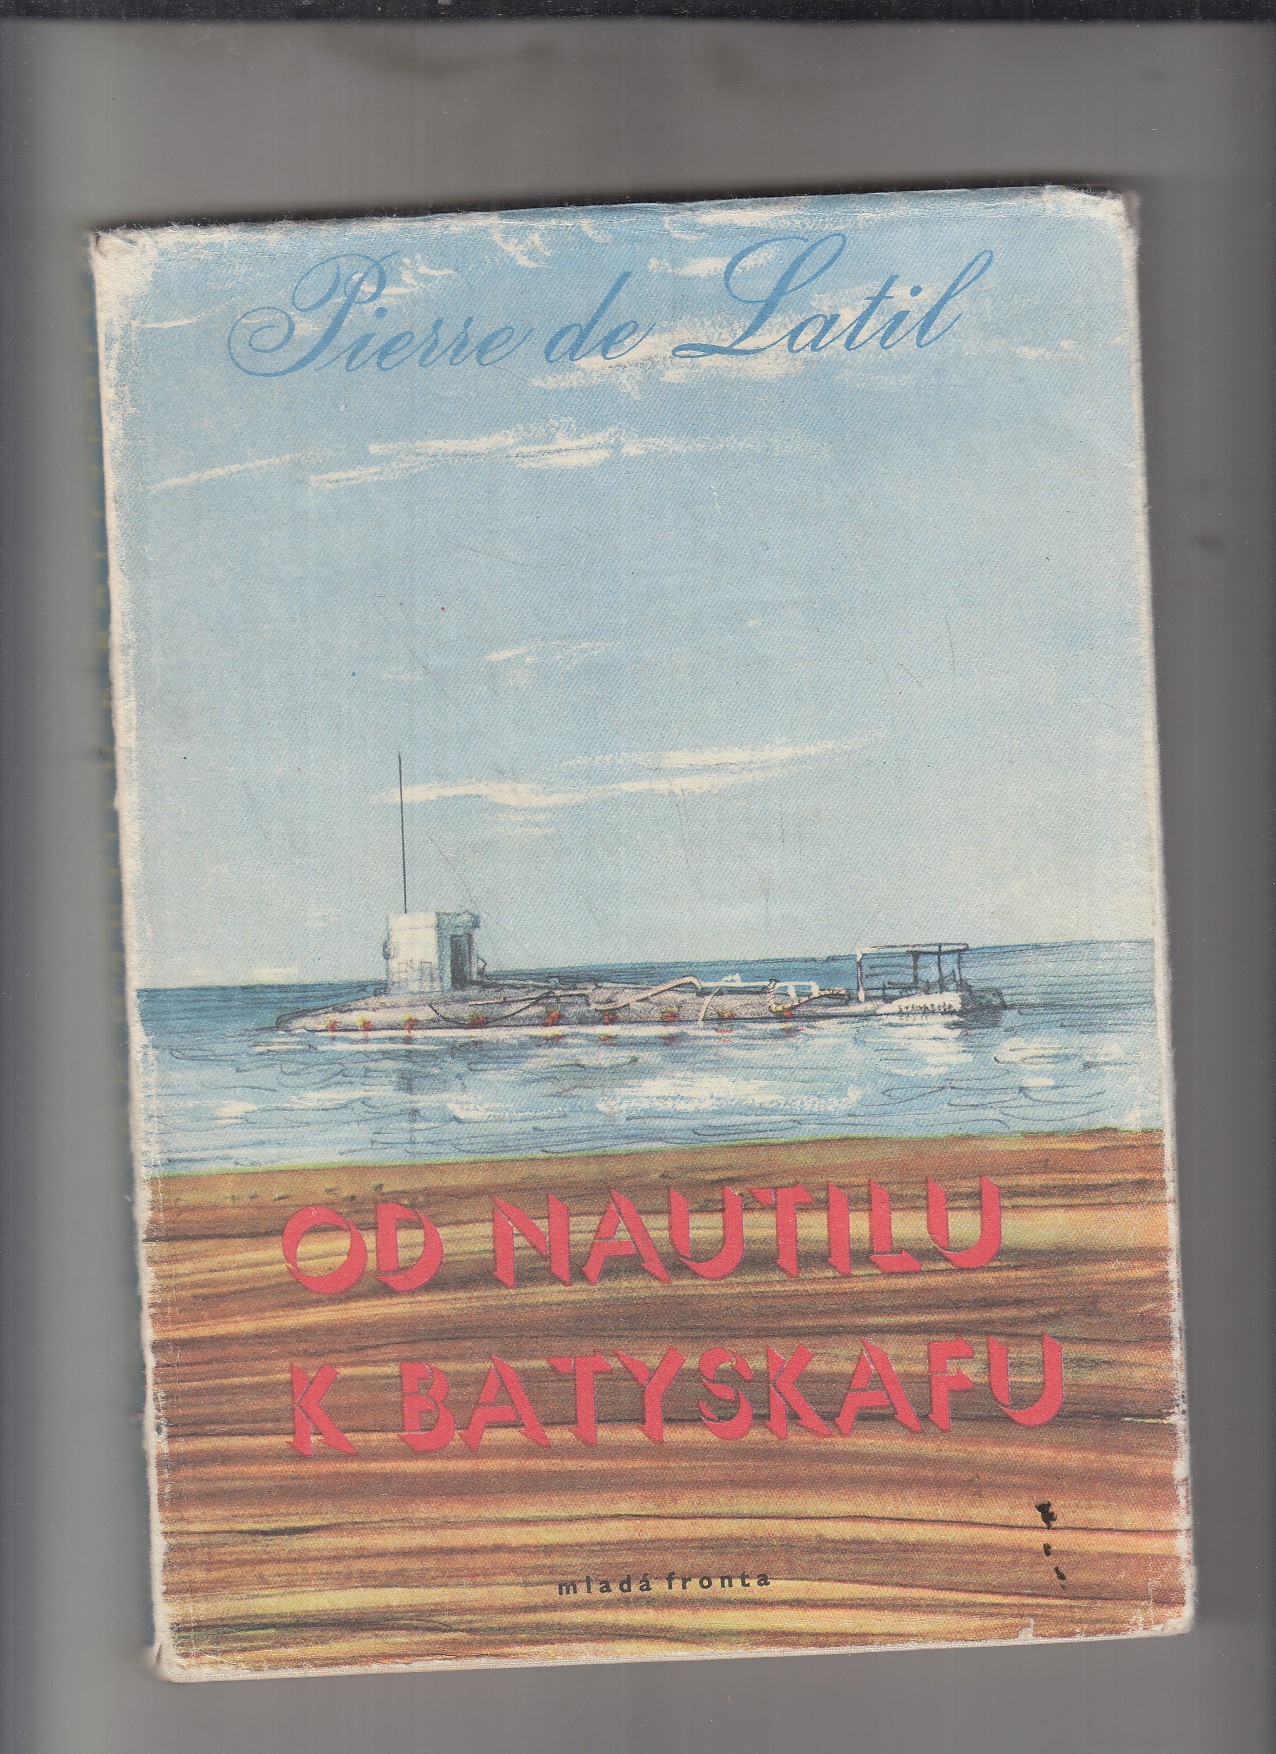 Pierre de Latil
OD NAUTILU
K BATYSKAFU
mladá fronta